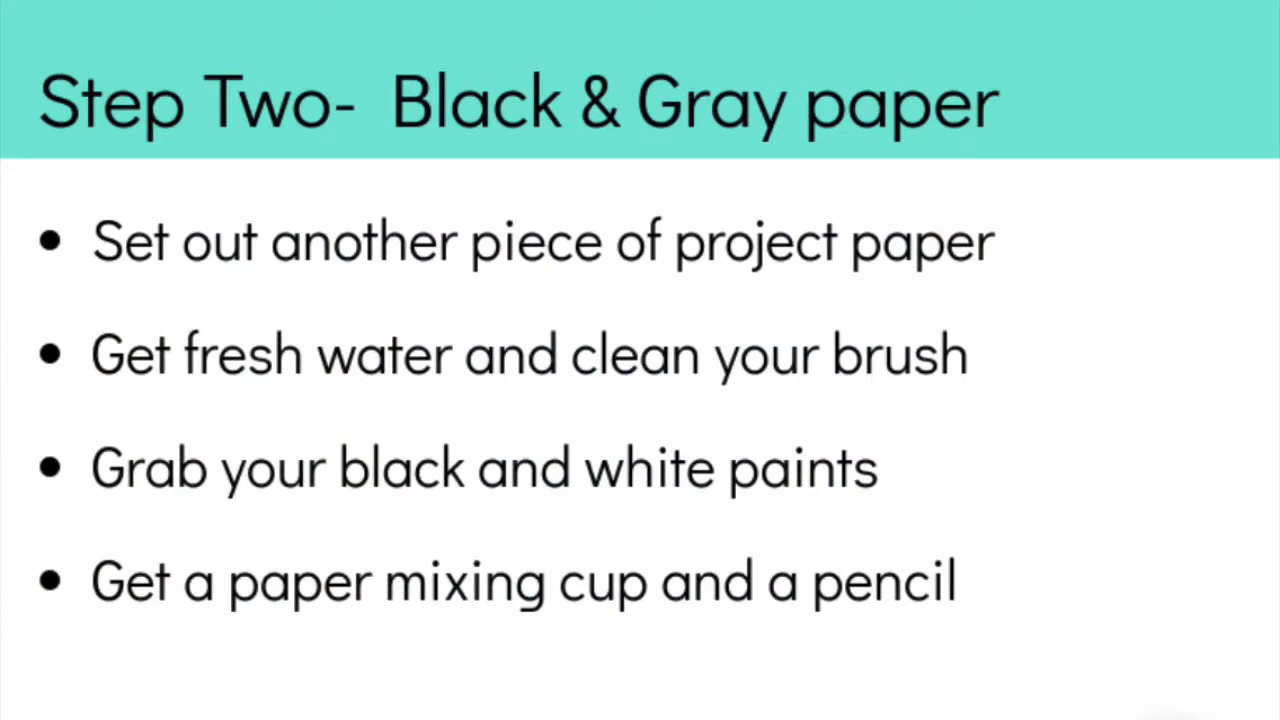 Step Two- Black & Gray paper
• Set out another piece of project paper
• Get fresh water and clean your brush
• Grab your black and white paints
• Get a paper mixing cup and a pencil